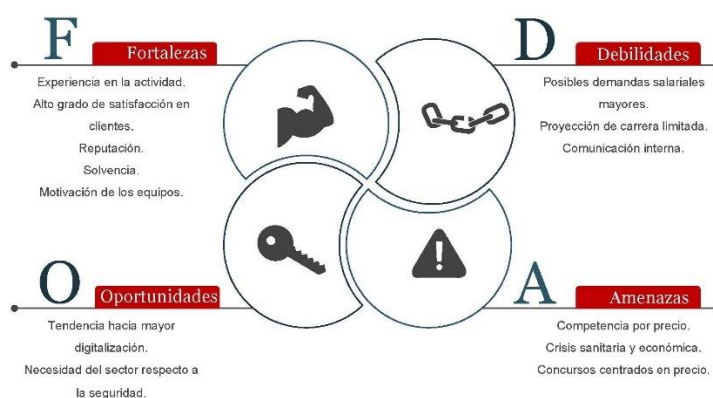 F
Fortalezas
Experiencia en la actividad.
Alto grado de satisfacción en
clientes.
Reputación.
Solvencia.
Motivación de los equipos.
D
Debilidades
Posibles demandas salariales
mayores.
Proyección de carrera limitada.
Comunicación interna.
O
Oportunidades
Tendencia hacia mayor
digitalización.
Necesidad del sector respecto a
la seguridad.
A
Amenazas
Competencia por precio.
Crisis sanitaria y económica.
Concursos centrados en precio.